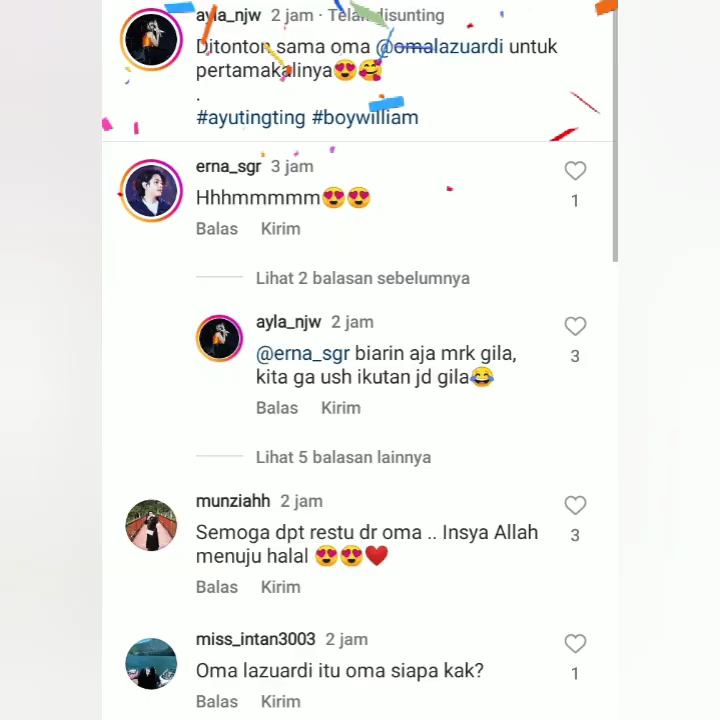 ayla_njw 2 jam · Telah disunting
Ditonton sama oma @omalazuardi untuk
pertamakalinya😍🥰
.
#ayutingting #boywilliam
erna_sgr 3 jam
Hhhmmmmm😍😍
1
Balas Kirim
Lihat 2 balasan sebelumnya
ayla_njw 2 jam
@erna_sgr biarin aja mrk gila,
3
kita ga ush ikutan jd gila😂
Balas Kirim
Lihat 5 balasan lainnya
munziahh 2 jam
Semoga dpt restu dr oma .. Insya Allah
3
menuju halal 😍😍❤️
Balas Kirim
miss_intan3003 2 jam
Oma lazuardi itu oma siapa kak?
1
Balas Kirim